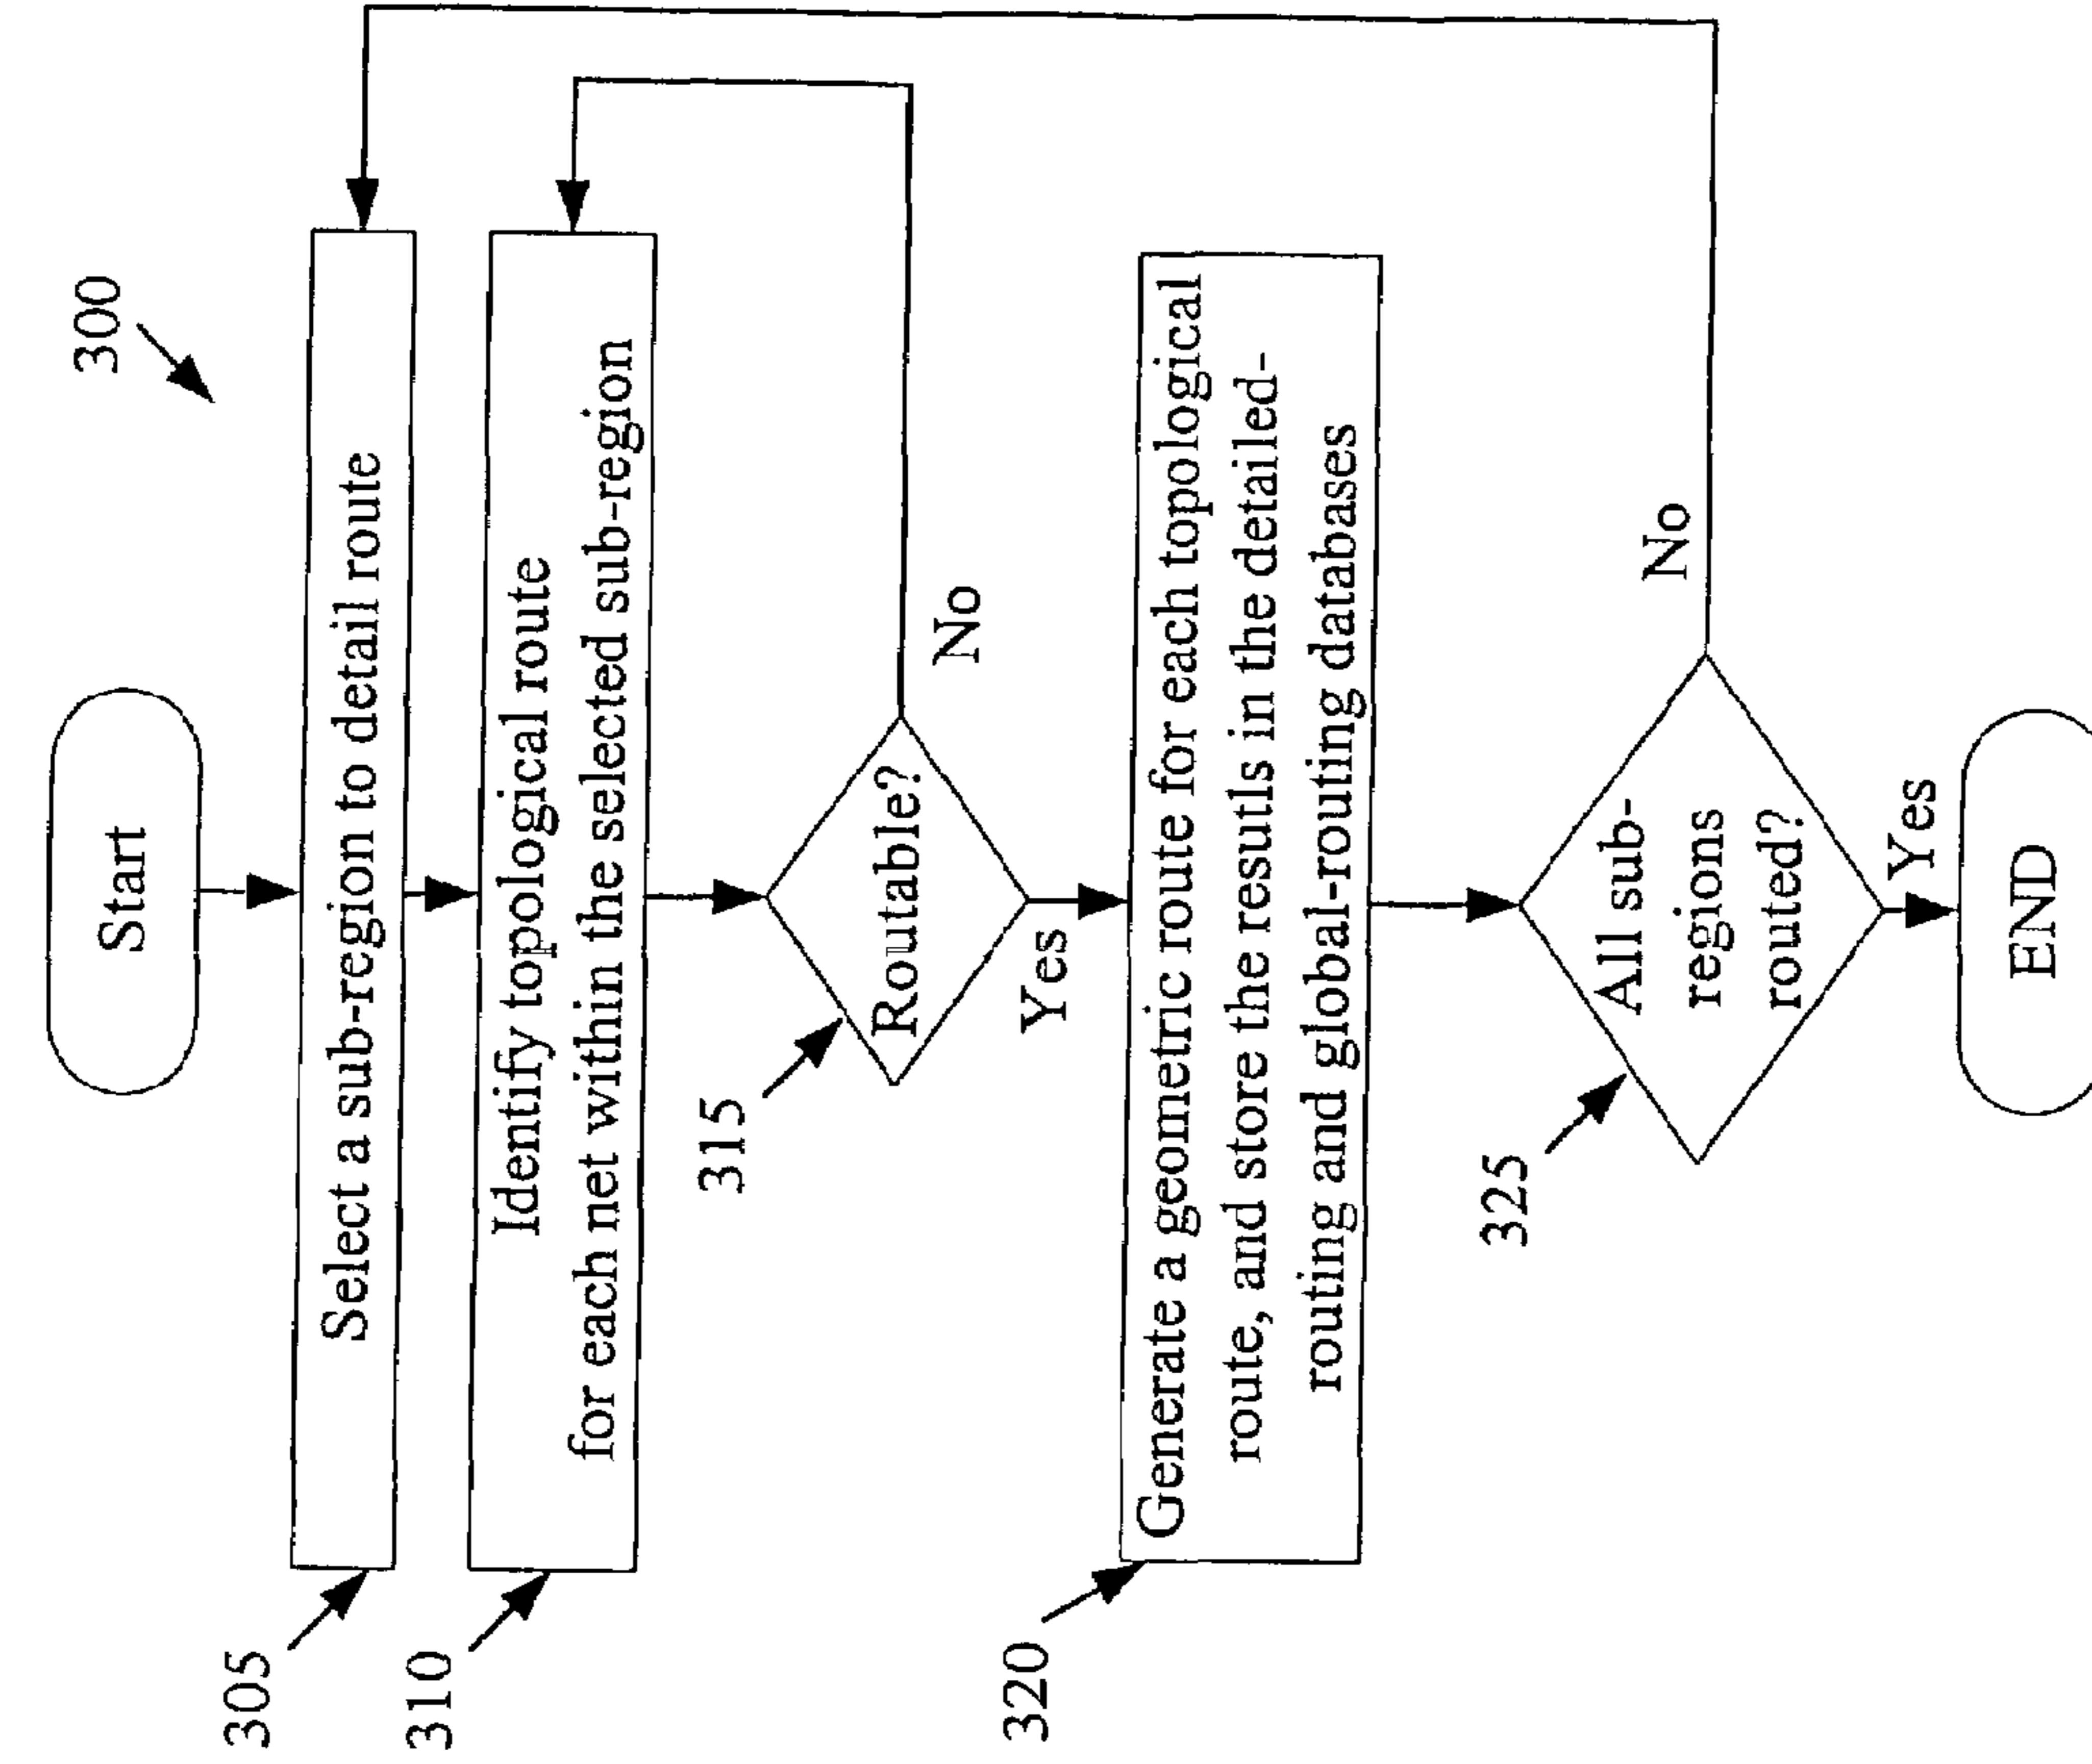 300
Start
305
Select a sub-region to detail route
310
Identify topological route
for each net within the selected sub-region
315
Routable?
No
Yes
320
Generate a geometric route for each topological
route, and store the resutls in the detailed-
routing and global-routing databases
325
All sub-
regions
routed?
No
Yes
END